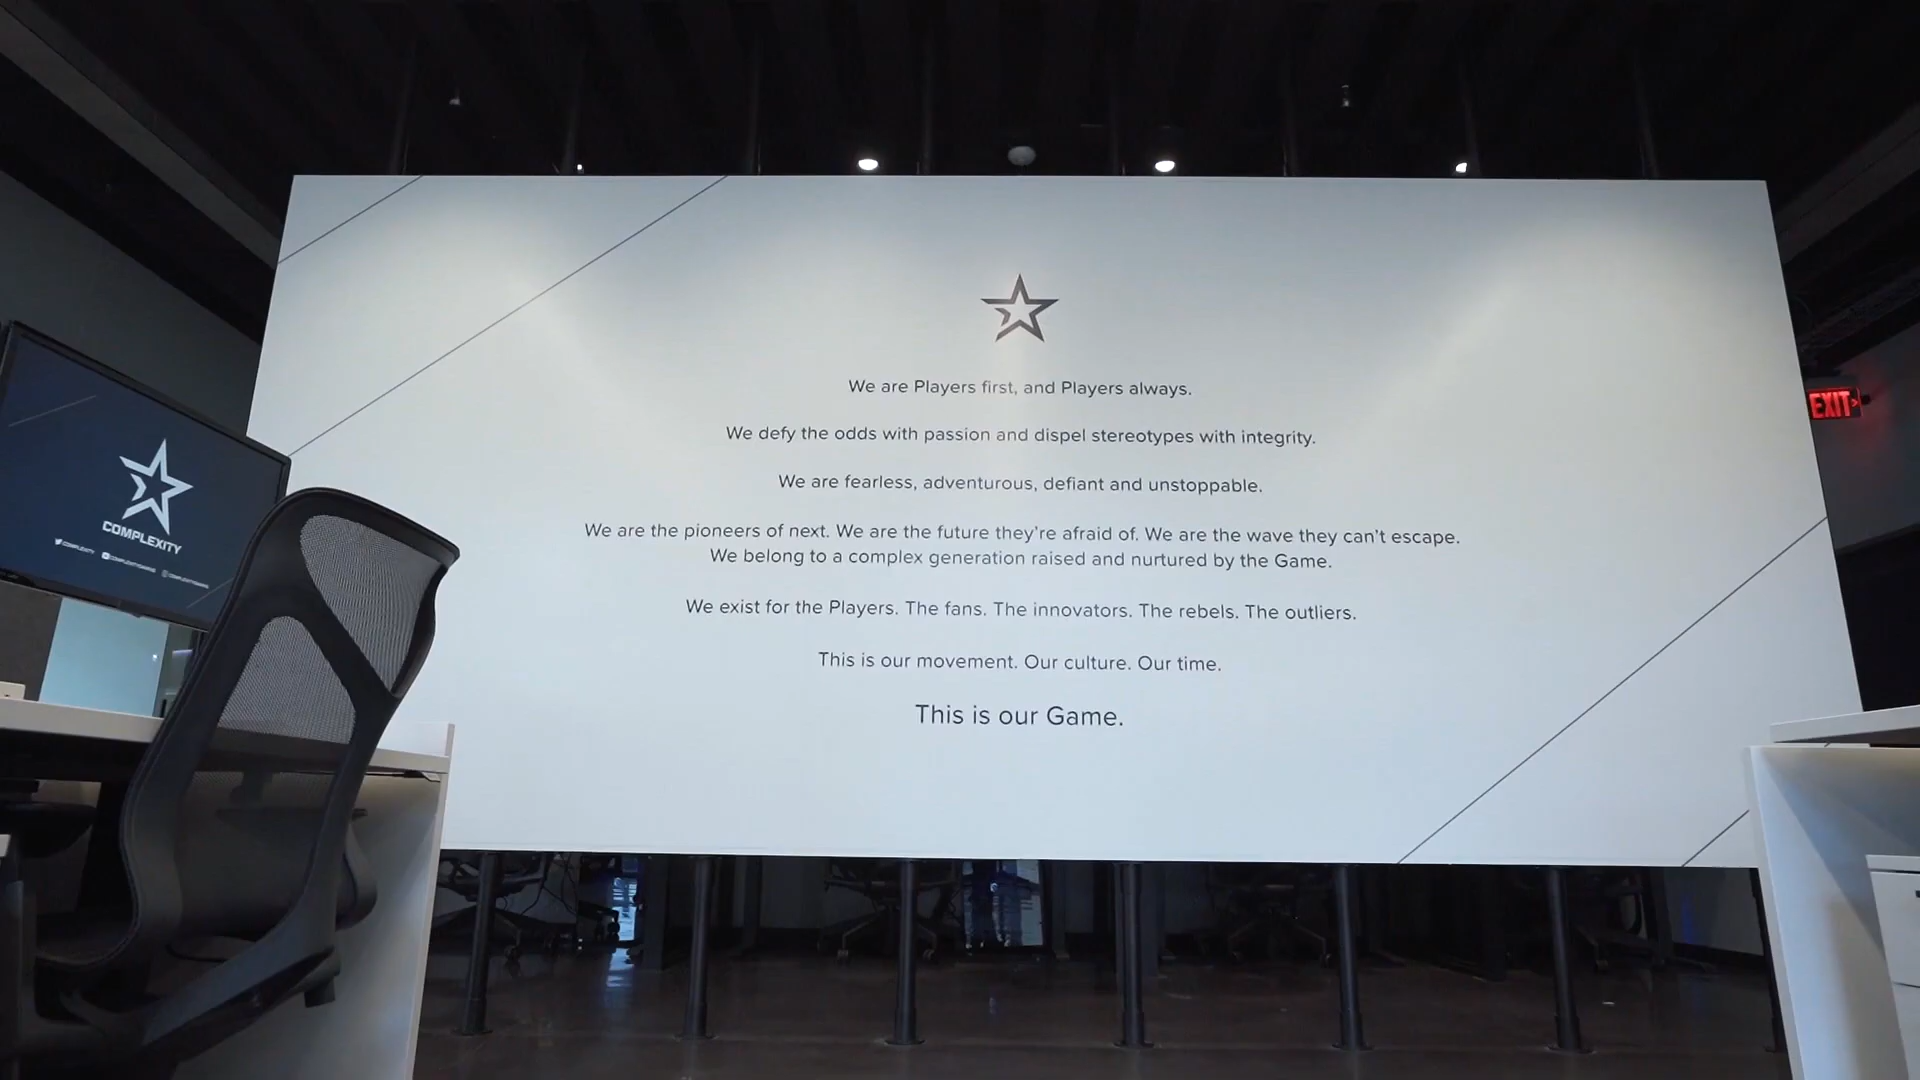 We are Players first, and Players always.
We defy the odds with passion and dispel stereotypes with integrity.
We are fearless, adventurous, defiant and unstoppable.
We are the pioneers of next. We are the future they're afraid of. We are the wave they can't escape.
We belong to a complex generation raised and nurtured by the Game.
We exist for the Players. The fans. The innovators. The rebels. The outliers.
This is our movement. Our culture. Our time.
This is our Game.
EXIT
COMPLEXITY